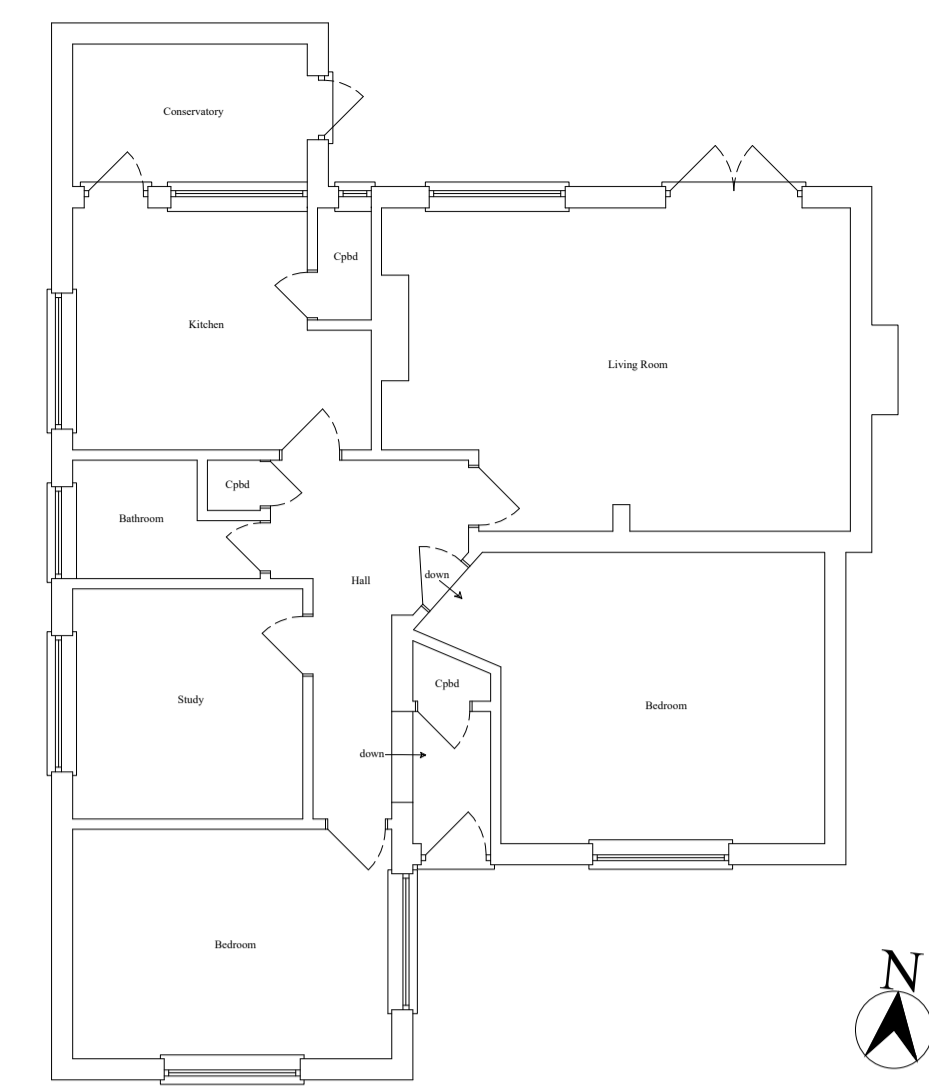 Conservatory
Cpbd
Kitchen
Living Room
Cpbd
Bathroom
Hall
down
Cpbd
Study
Bedroom
down
Bedroom
N